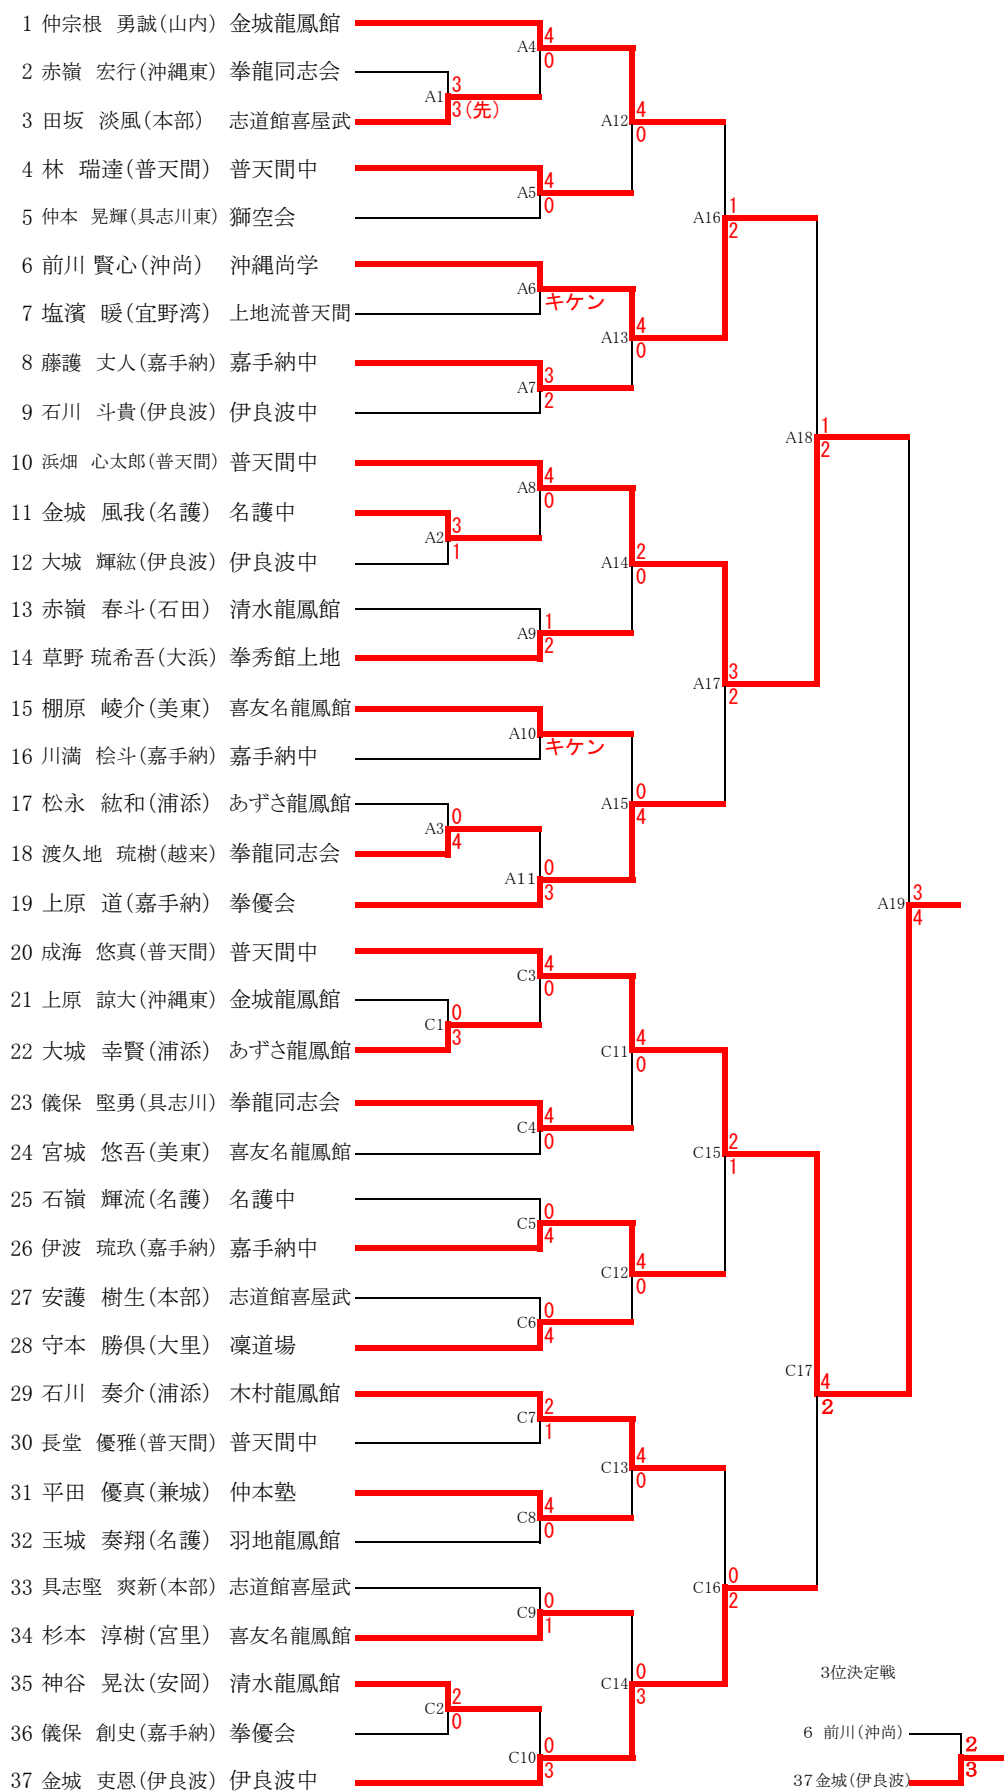 1 仲宗根 勇誠(山内) 金城龍鳳館
2 赤嶺 宏行(沖縄東) 拳龍同志会
3 田坂 淡風(本部) 志道館喜屋武
4 林 瑞達(普天間) 普天間中
5 仲本 晃輝(具志川東) 獅空会
6 前川 賢心(沖尚) 沖縄尚学
7 塩濱 暖(宜野湾) 上地流普天間
8 藤護 丈人(嘉手納) 嘉手納中
9 石川 斗貴(伊良波) 伊良波中
10 浜畑 心太郎(普天間) 普天間中
11 金城 風我(名護) 名護中
12 大城 輝紘(伊良波) 伊良波中
13 赤嶺 春斗(石田) 清水龍鳳館
14 草野 琉希吾(大浜) 拳秀館上地
15 棚原 崚介(美東) 喜友名龍鳳館
16 川満 桧斗(嘉手納) 嘉手納中
17 松永 紘和(浦添) あずさ龍鳳館
18 渡久地 琉樹(越来) 拳龍同志会
19 上原 道(嘉手納) 拳優会
20 成海 悠真(普天間) 普天間中
21 上原 諒大(沖縄東) 金城龍鳳館
22 大城 幸賢(浦添) あずさ龍鳳館
23 儀保 堅勇(具志川) 拳龍同志会
24 宮城 悠吾(美東) 喜友名龍鳳館
25 石嶺 輝流(名護) 名護中
26 伊波 琉玖(嘉手納) 嘉手納中
27 安護 樹生(本部) 志道館喜屋武
28 守本 勝倶(大里) 凜道場
29 石川 奏介(浦添) 木村龍鳳館
30 長堂 優雅(普天間) 普天間中
31 平田 優真(兼城) 仲本塾
32 玉城 奏翔(名護) 羽地龍鳳館
33 具志堅 爽新(本部) 志道館喜屋武
34 杉本 淳樹(宮里) 喜友名龍鳳館
35 神谷 晃汰(安岡) 清水龍鳳館
36 儀保 創史(嘉手納) 拳優会
37 金城 吏恩(伊良波) 伊良波中
A1 3 3(先)
A2 3 1
A3 0 4
C1 0 3
C2 2 0
A4 4 0
A5 4 0
A6 キケン
A7 3 2
A8 4 0
A9 1 2
A10 キケン
A11 0 3
C3 4 0
C4 4 0
C5 0 4
C6 0 4
C7 2 1
C8 4 0
C9 0 1
C10 0 3
A12 4 0
A13 4 0
A14 2 0
A15 0 4
C11 4 0
C12 4 0
C13 4 0
C14 0 3
A16 1 2
A17 3 2
C15 2 1
C16 0 2
A18 1 2
C17 4 2
A19 3 4
3位決定戦
6 前川(沖尚) 2
37 金城(伊良波) 3